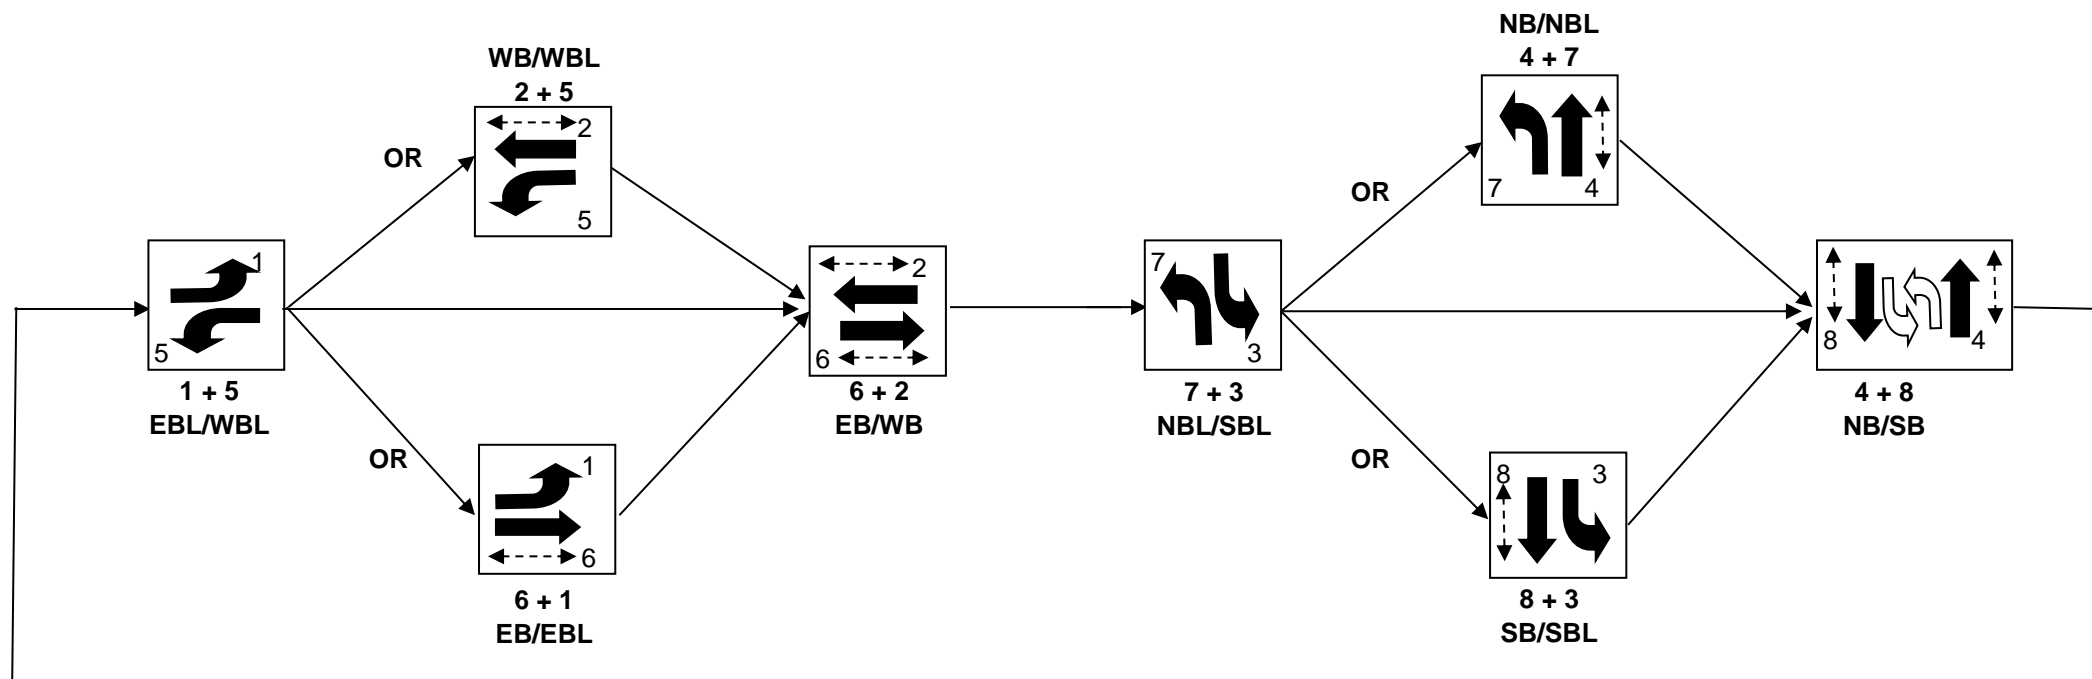 WB/WBL
2 + 5
2
5
OR
1
5
1 + 5
EBL/WBL
OR
1
6
6 + 1
EB/EBL
2
6
6 + 2
EB/WB
7
3
7 + 3
NBL/SBL
OR
NB/NBL
4 + 7
7 4
OR
8 3
8 + 3
SB/SBL
8 4
4 + 8
NB/SB